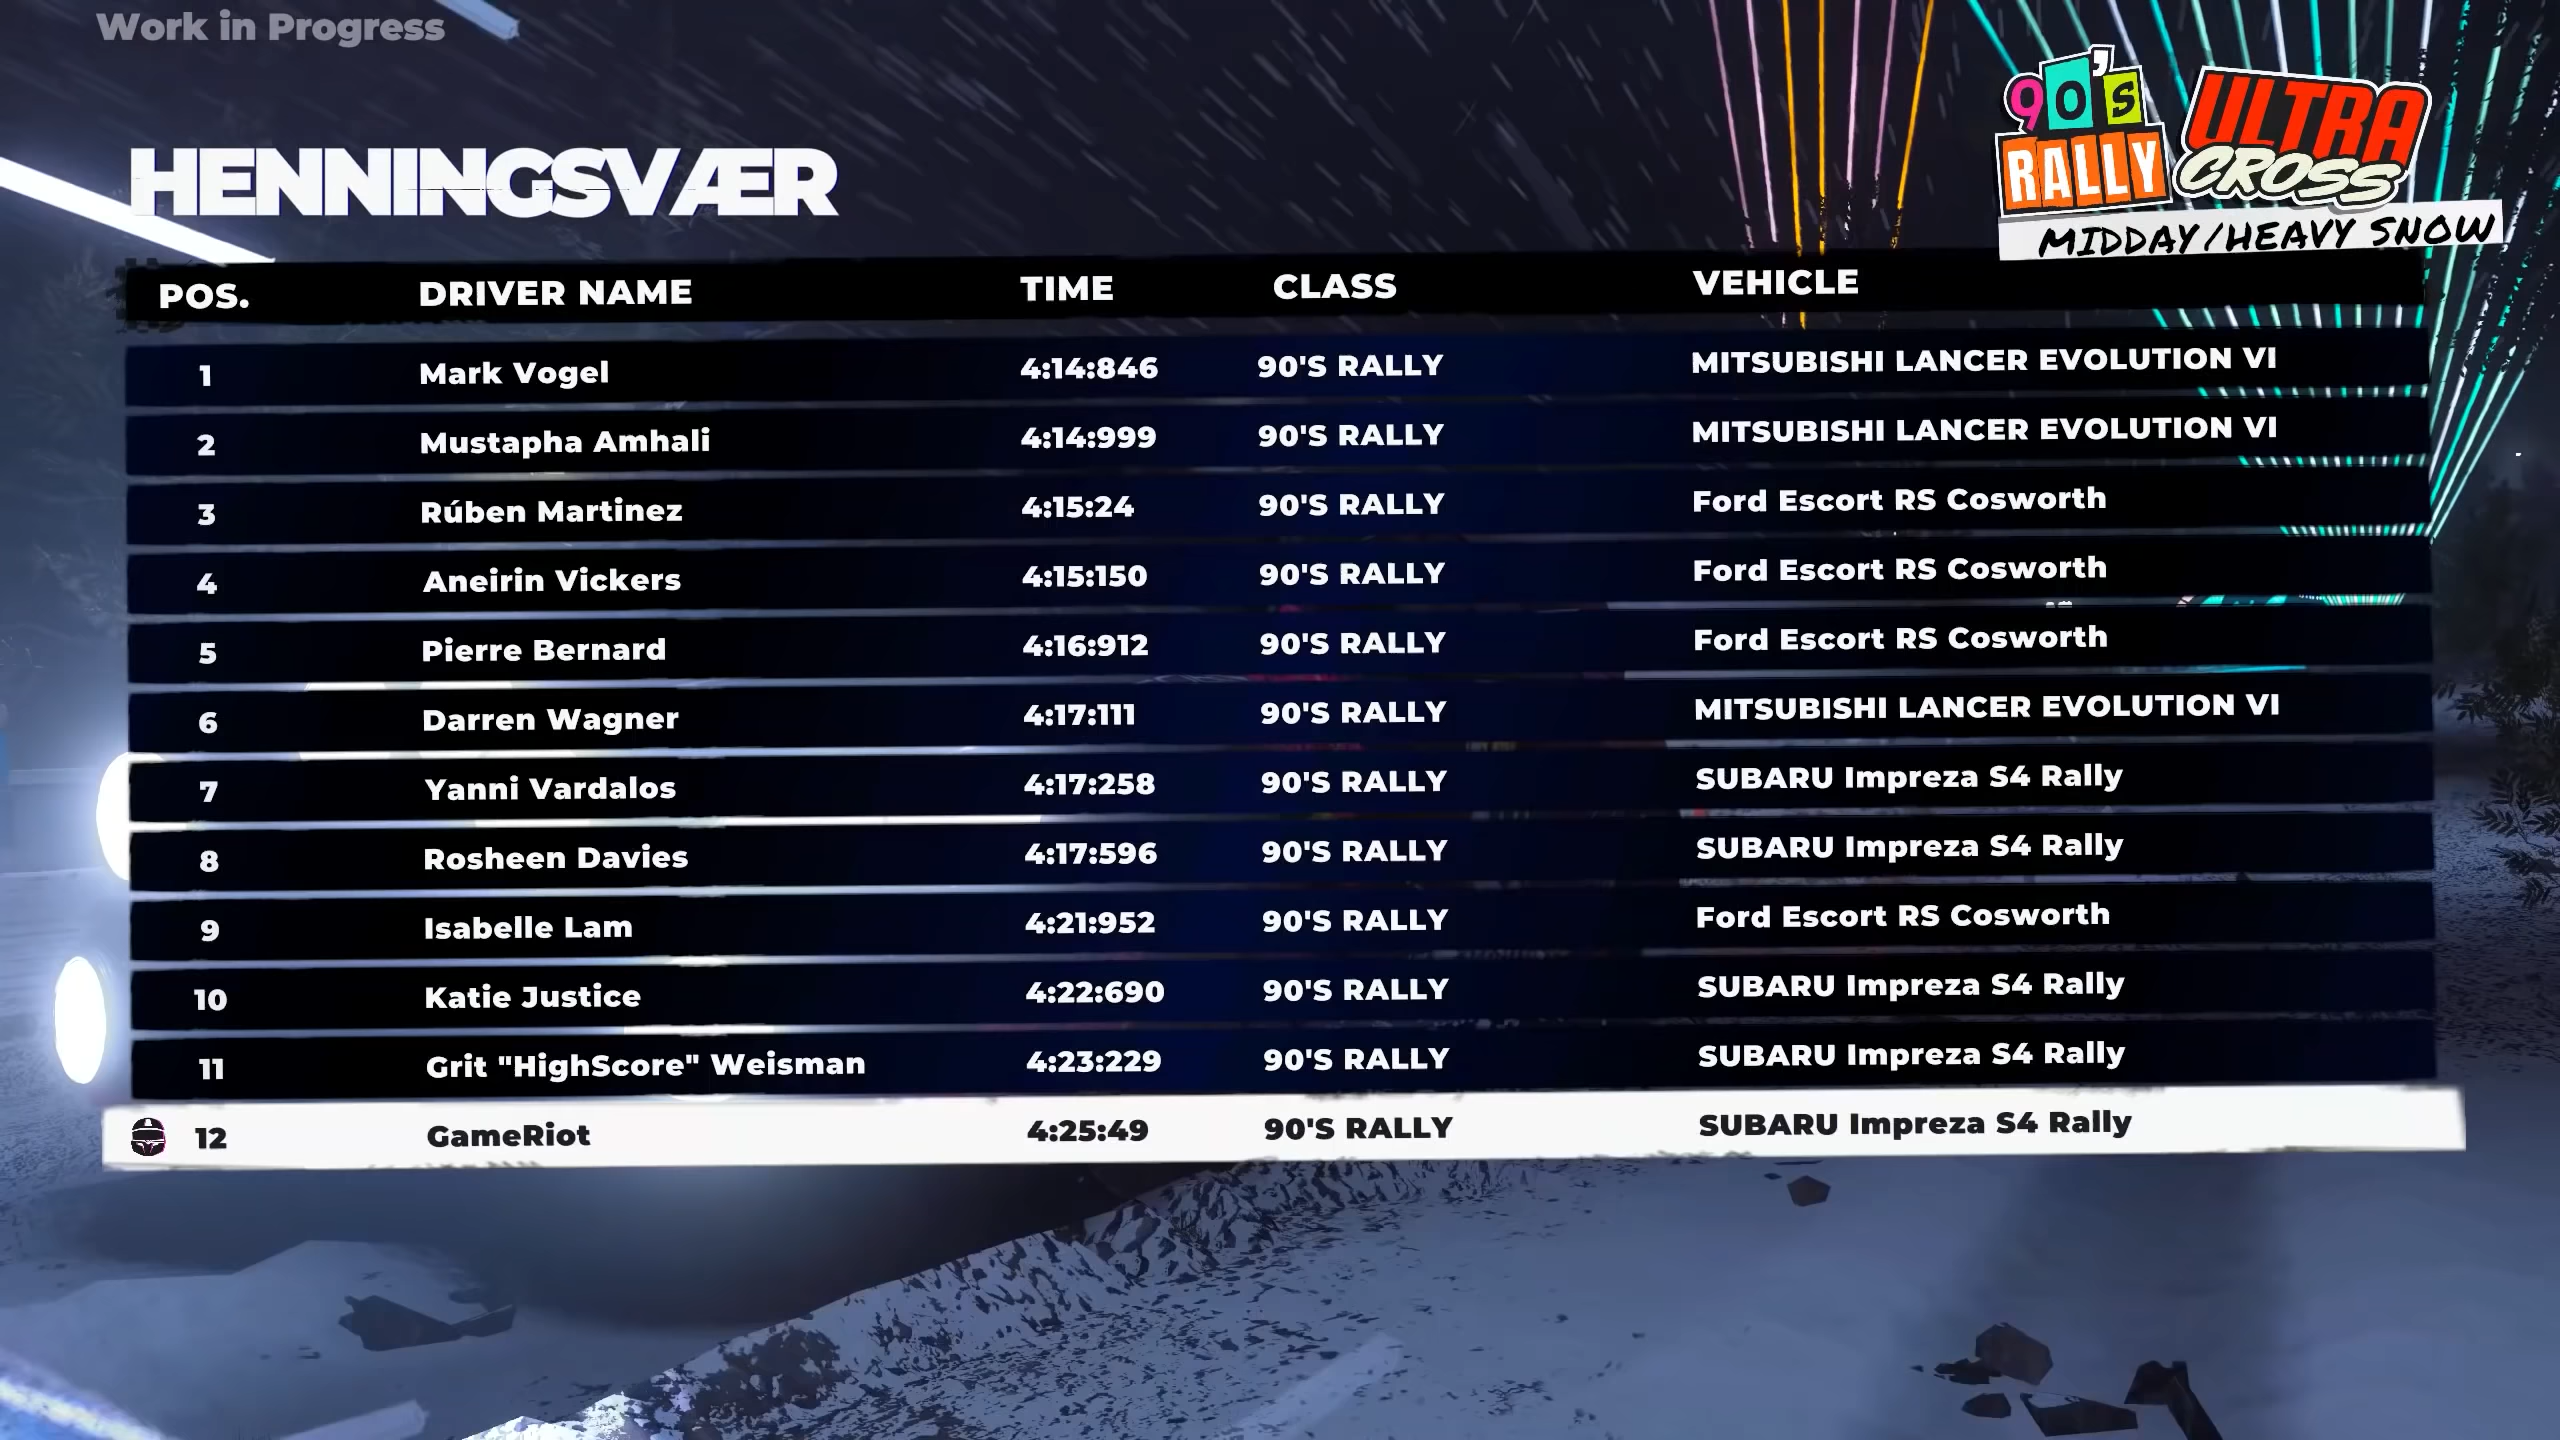 Work in Progress
90's RALLY ULTRA CROSS
MIDDAY/HEAVY SNOW
HENNINGSVÆR
POS. DRIVER NAME TIME CLASS VEHICLE
1 Mark Vogel 4:14:846 90'S RALLY MITSUBISHI LANCER EVOLUTION VI
2 Mustapha Amhali 4:14:999 90'S RALLY MITSUBISHI LANCER EVOLUTION VI
3 Rúben Martinez 4:15:24 90'S RALLY Ford Escort RS Cosworth
4 Aneirin Vickers 4:15:150 90'S RALLY Ford Escort RS Cosworth
5 Pierre Bernard 4:16:912 90'S RALLY Ford Escort RS Cosworth
6 Darren Wagner 4:17:111 90'S RALLY MITSUBISHI LANCER EVOLUTION VI
7 Yanni Vardalos 4:17:258 90'S RALLY SUBARU Impreza S4 Rally
8 Rosheen Davies 4:17:596 90'S RALLY SUBARU Impreza S4 Rally
9 Isabelle Lam 4:21:952 90'S RALLY Ford Escort RS Cosworth
10 Katie Justice 4:22:690 90'S RALLY SUBARU Impreza S4 Rally
11 Grit "HighScore" Weisman 4:23:229 90'S RALLY SUBARU Impreza S4 Rally
12 GameRiot 4:25:49 90'S RALLY SUBARU Impreza S4 Rally